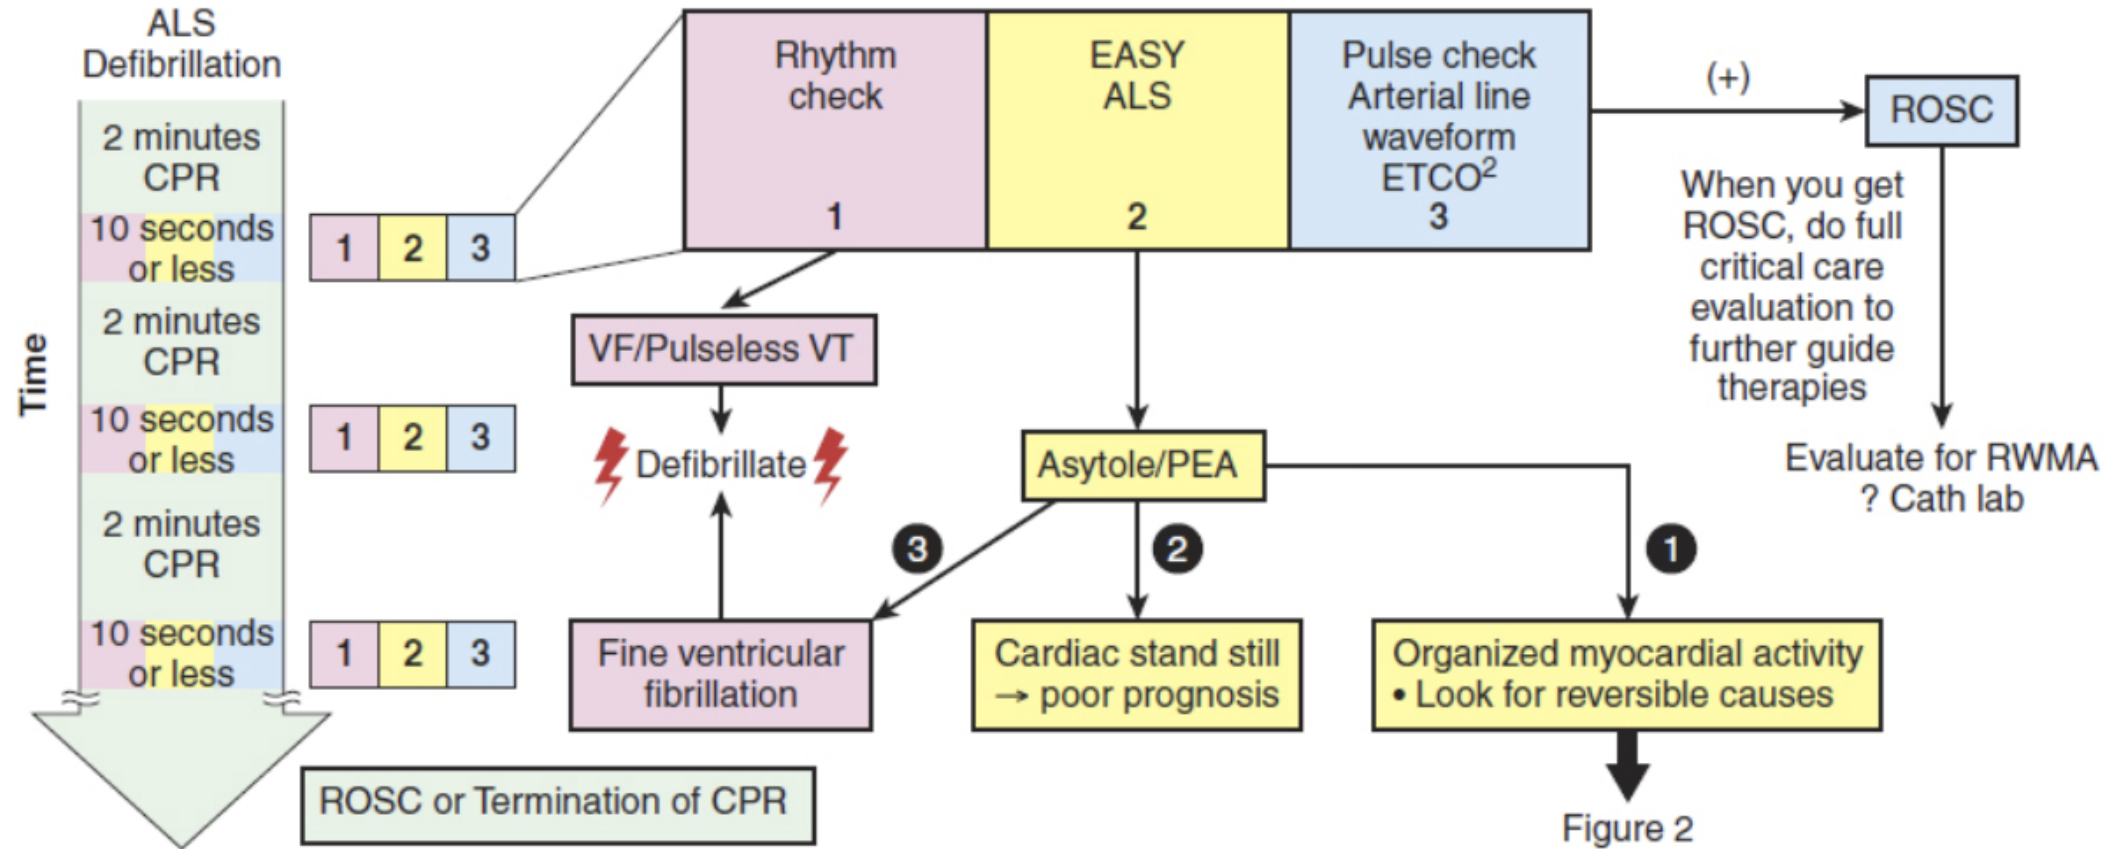 ALS
Defibrillation
Time
2 minutes
CPR
10 seconds
or less
1 2 3
2 minutes
CPR
10 seconds
or less
1 2 3
2 minutes
CPR
10 seconds
or less
1 2 3
ROSC or Termination of CPR
Rhythm
check
1
EASY
ALS
2
Pulse check
Arterial line
waveform
ETCO²
3
(+)
ROSC
When you get
ROSC, do full
critical care
evaluation to
further guide
therapies
Evaluate for RWMA
? Cath lab
VF/Pulseless VT
Defibrillate
Asytole/PEA
3
2
1
Fine ventricular
fibrillation
Cardiac stand still
→ poor prognosis
Organized myocardial activity
• Look for reversible causes
Figure 2